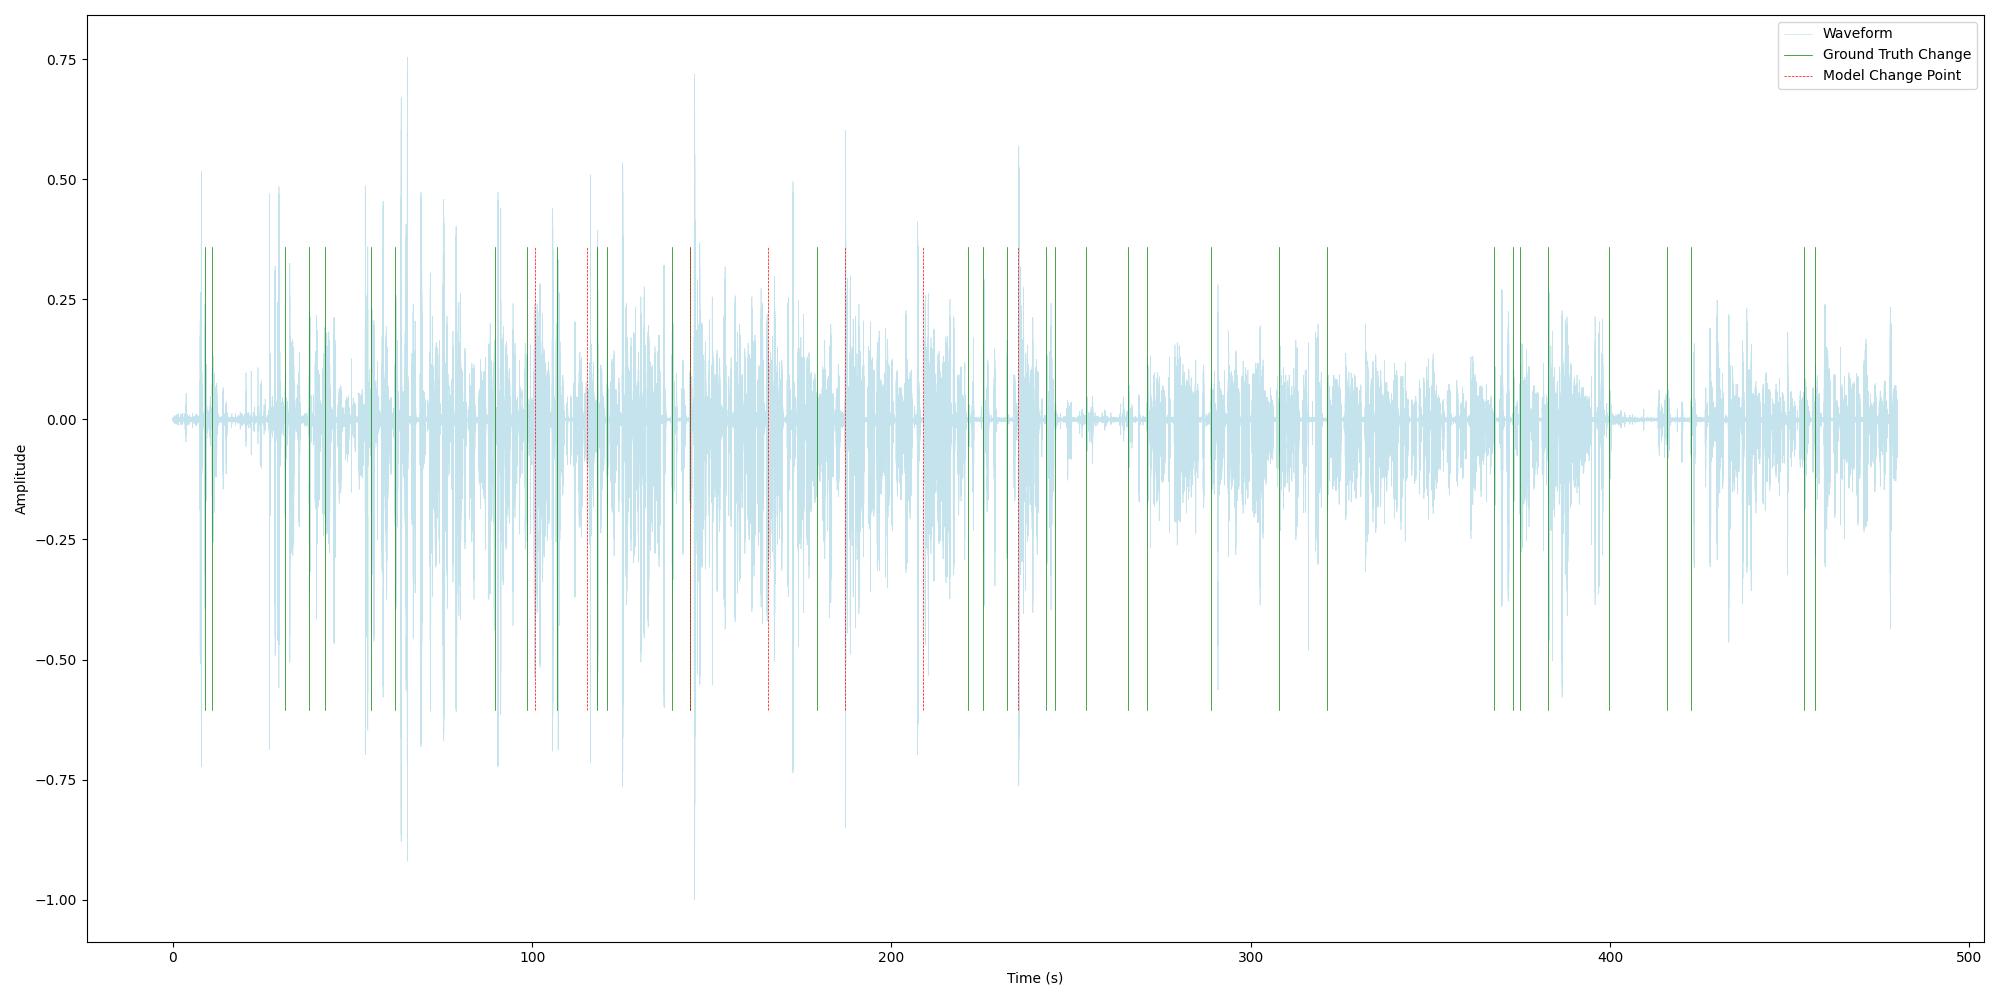 Waveform
Ground Truth Change
Model Change Point
0.75
0.50
0.25
0.00
−0.25
−0.50
−0.75
−1.00
Amplitude
0
100
200
300
400
500
Time (s)